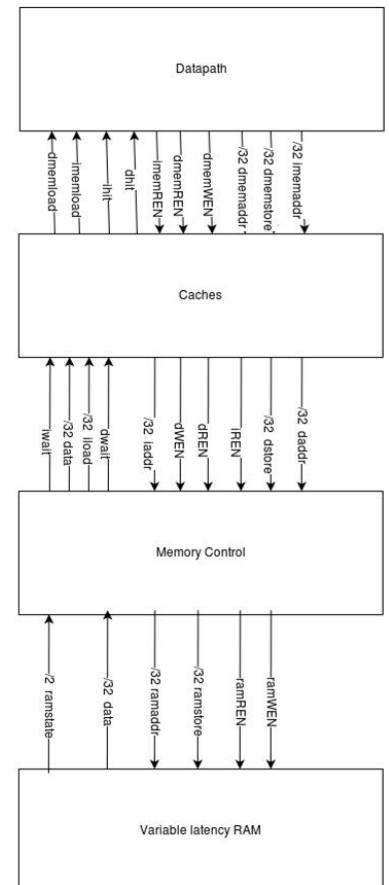 Datapath
dmemload
imemload
ihit
dhit
imemREN
dmemREN
dmemWEN
/32 dmemaddr
/32 dmemstore
/32 imemaddr
Caches
iwait
/32 data
/32 iload
dwait
/32 iaddr
dWEN
dREN
iREN
/32 dstore
/32 daddr
Memory Control
/2 ramstate
/32 data
/32 ramaddr
/32 ramstore
ramREN
ramWEN
Variable latency RAM